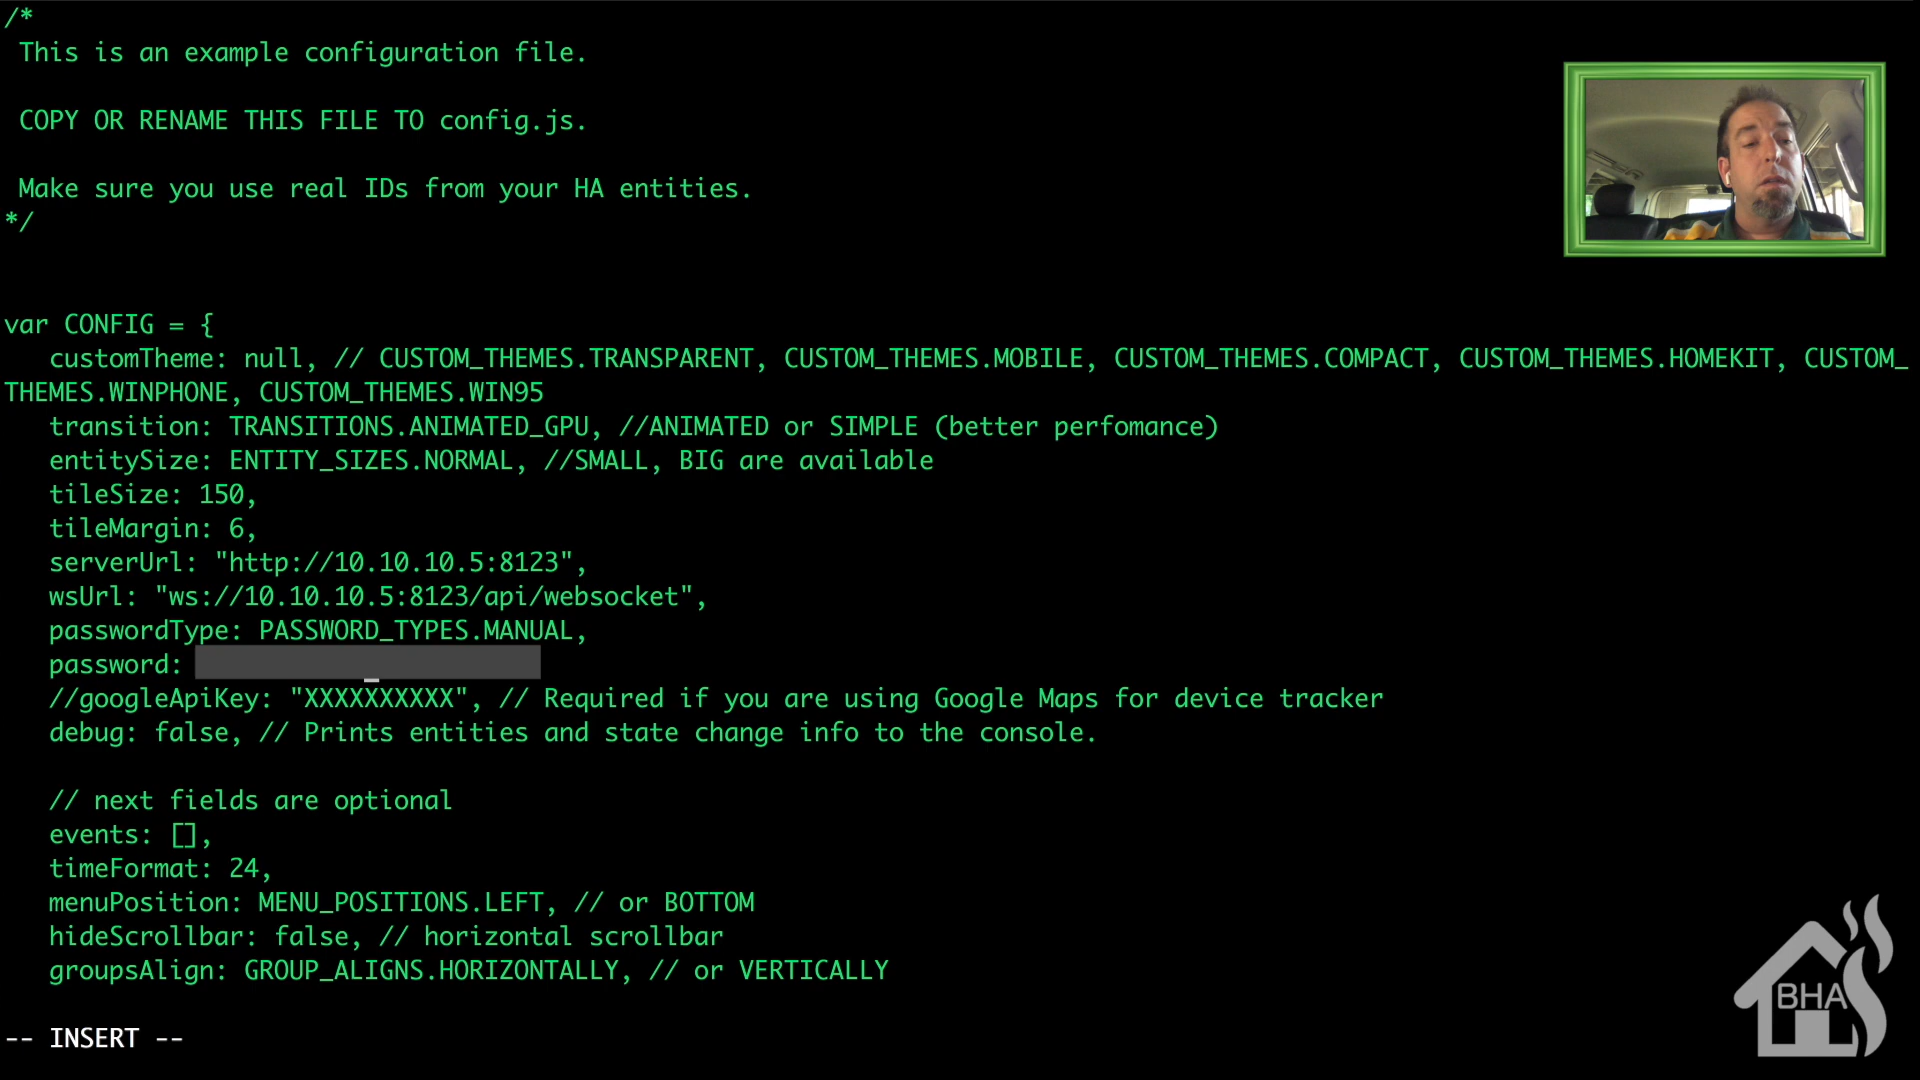 /*
This is an example configuration file.
COPY OR RENAME THIS FILE TO config.js.
Make sure you use real IDs from your HA entities.
*/
var CONFIG = {
customTheme: null, // CUSTOM_THEMES.TRANSPARENT, CUSTOM_THEMES.MOBILE, CUSTOM_THEMES.COMPACT, CUSTOM_THEMES.HOMEKIT, CUSTOM_
THEMES.WINPHONE, CUSTOM_THEMES.WIN95
transition: TRANSITIONS.ANIMATED_GPU, //ANIMATED or SIMPLE (better perfomance)
entitySize: ENTITY_SIZES.NORMAL, //SMALL, BIG are available
tileSize: 150,
tileMargin: 6,
serverUrl: "http://10.10.10.5:8123",
wsUrl: "ws://10.10.10.5:8123/api/websocket",
passwordType: PASSWORD_TYPES.MANUAL,
password:
//googleApiKey: "XXXXXXXXXX", // Required if you are using Google Maps for device tracker
debug: false, // Prints entities and state change info to the console.
// next fields are optional
events: [],
timeFormat: 24,
menuPosition: MENU_POSITIONS.LEFT, // or BOTTOM
hideScrollbar: false, // horizontal scrollbar
groupsAlign: GROUP_ALIGNS.HORIZONTALLY, // or VERTICALLY
BHA
-- INSERT --